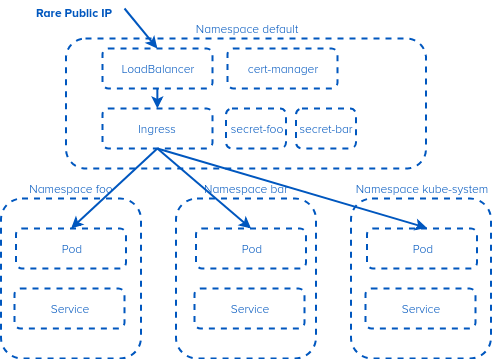 Rare Public IP
Namespace default
LoadBalancer
cert-manager
Ingress
secret-foo
secret-bar
Namespace foo
Namespace bar
Namespace kube-system
Pod
Pod
Pod
Service
Service
Service